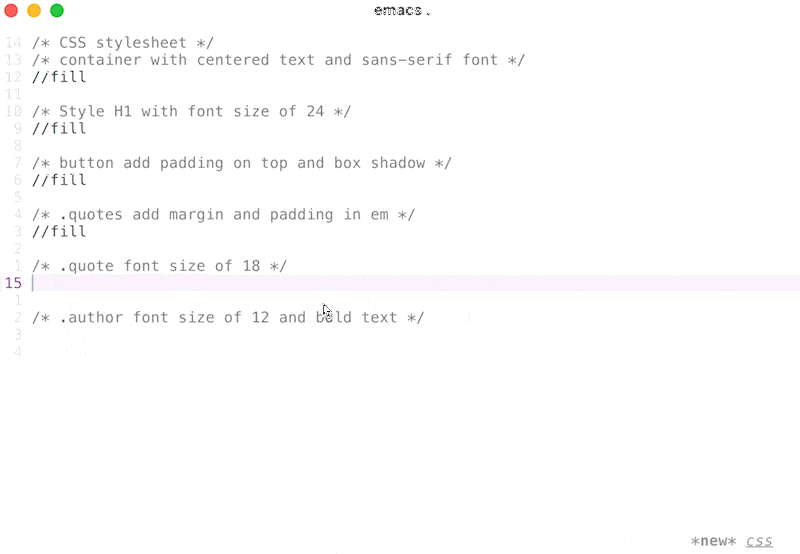 emacs .
14 /* CSS stylesheet */
13 /* container with centered text and sans-serif font */
12 //fill
11
10 /* Style H1 with font size of 24 */
9 //fill
8
7 /* button add padding on top and box shadow */
6 //fill
5
4 /* .quotes add margin and padding in em */
3 //fill
2
1 /* .quote font size of 18 */
15
1
2 /* .author font size of 12 and bold text */
3
4
*new* css